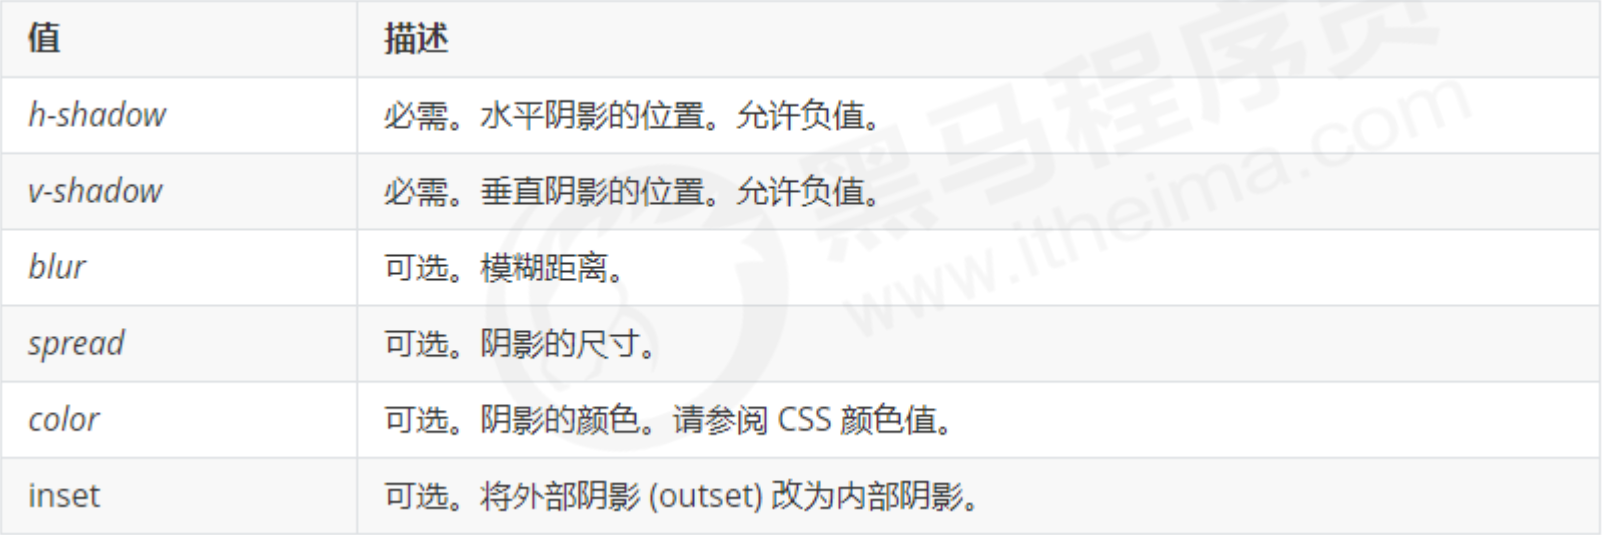 值 描述
h-shadow 必需。水平阴影的位置。允许负值。
v-shadow 必需。垂直阴影的位置。允许负值。
blur 可选。模糊距离。
spread 可选。阴影的尺寸。
color 可选。阴影的颜色。请参阅 CSS 颜色值。
inset 可选。将外部阴影 (outset) 改为内部阴影。
黑马程序员
www.itheima.com